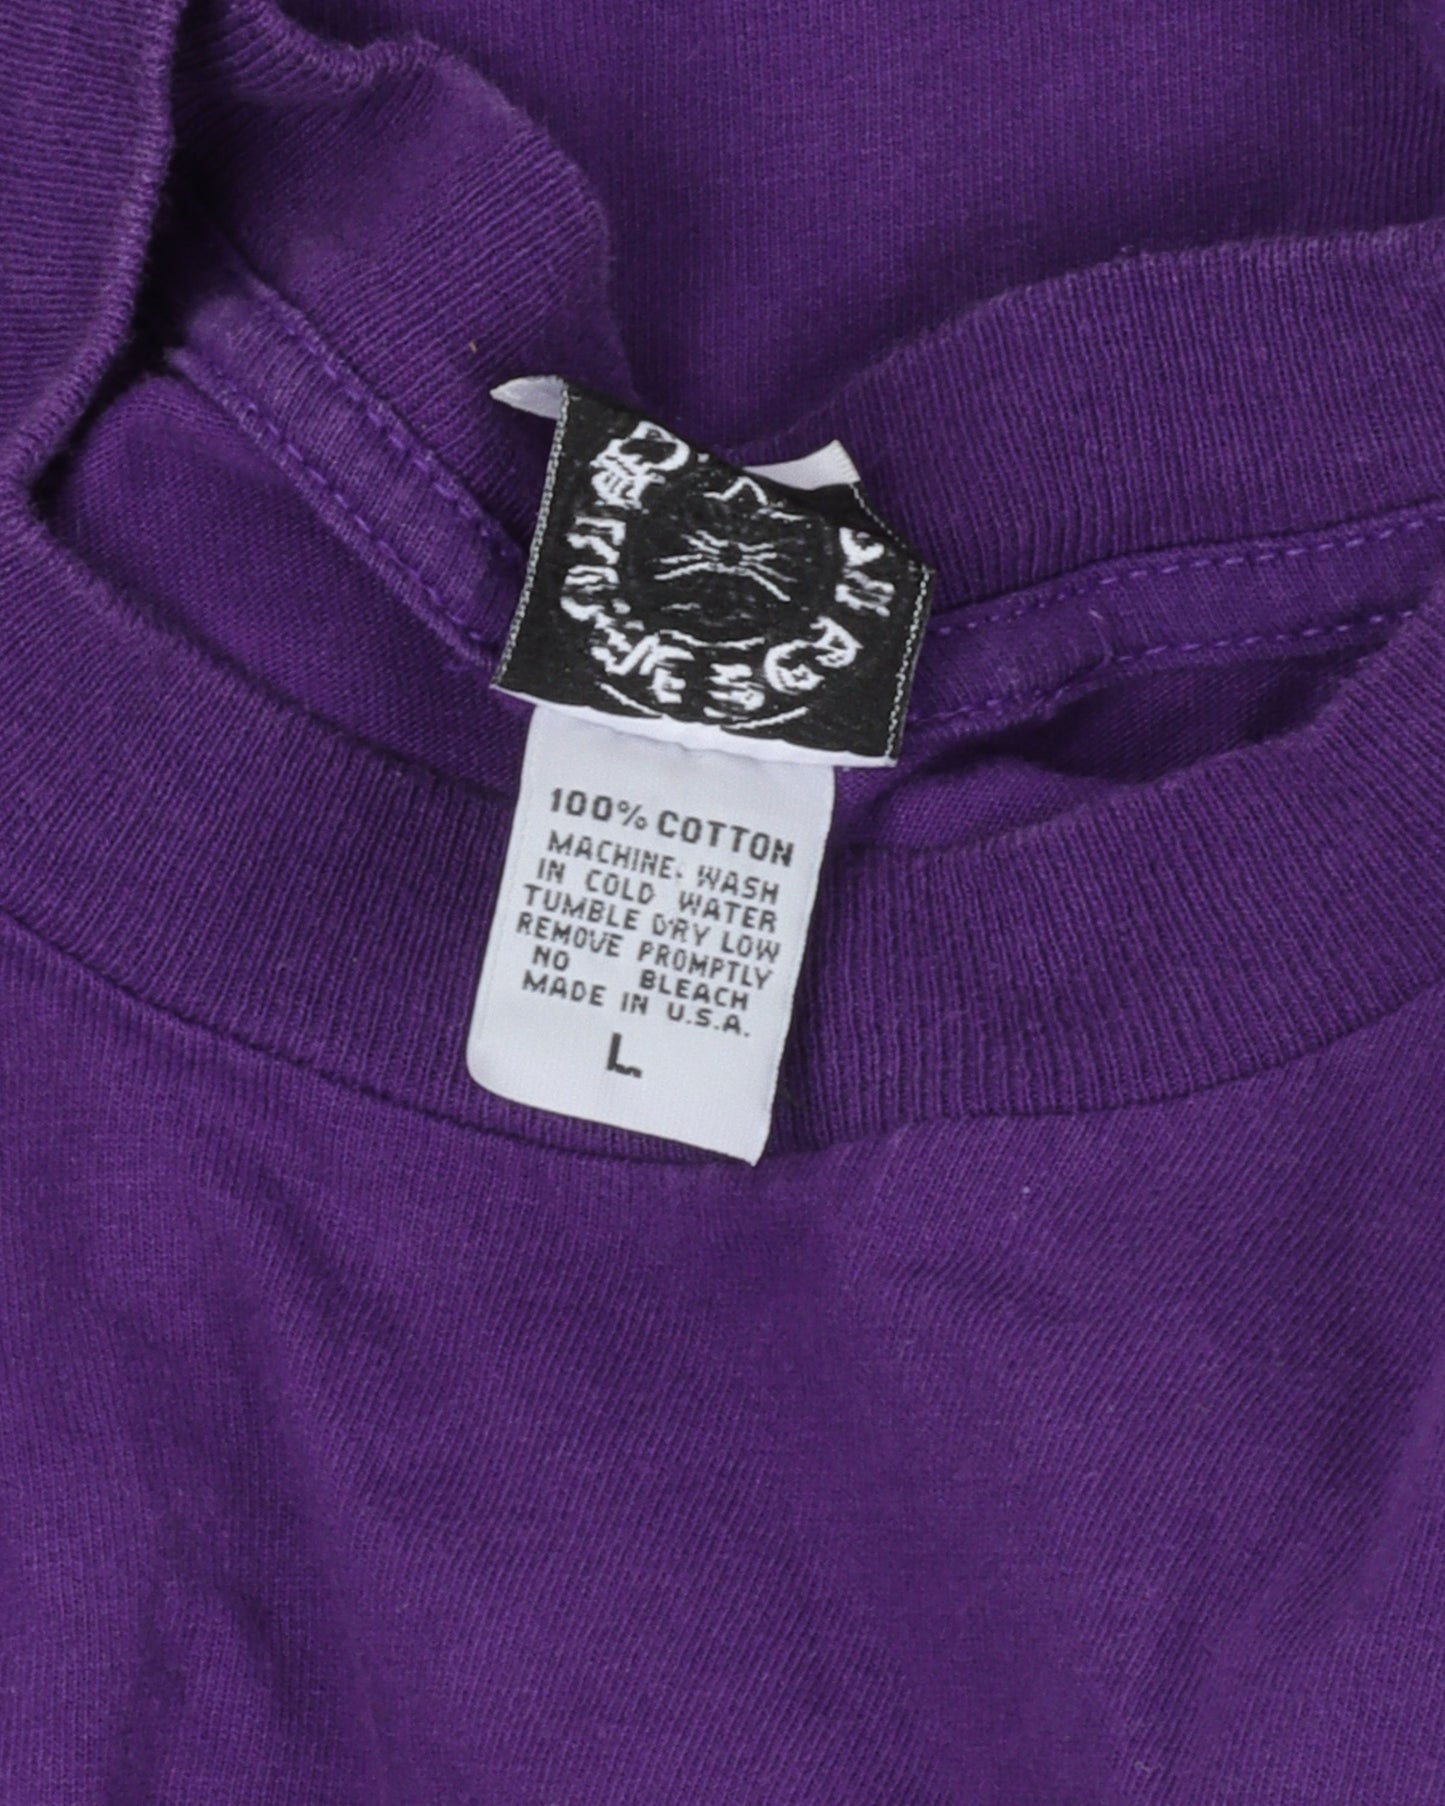 100% COTTON
MACHINE WASH
IN COLD WATER
TUMBLE DRY LOW
REMOVE PROMPTLY
NO BLEACH
MADE IN U.S.A.
L